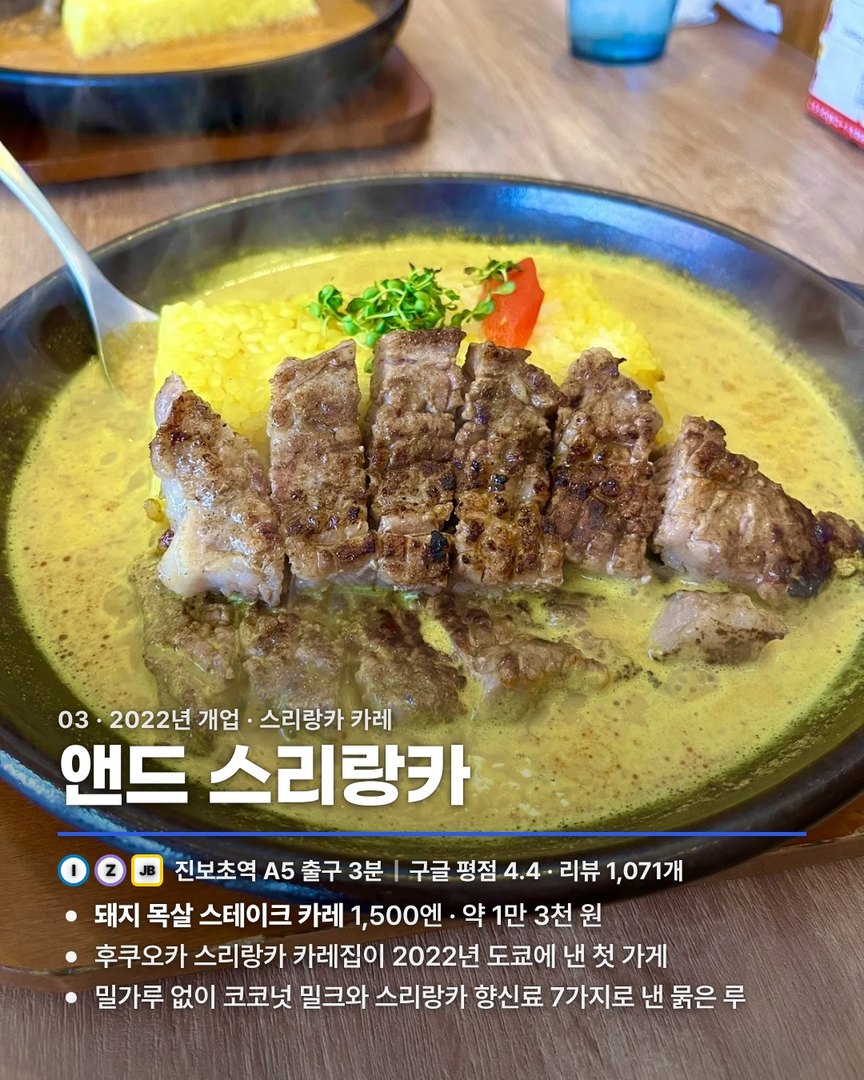 03 · 2022년 개업 · 스리랑카 카레
앤드 스리랑카
I Z JB 진보초역 A5 출구 3분 | 구글 평점 4.4 · 리뷰 1,071개
• 돼지 목살 스테이크 카레 1,500엔 · 약 1만 3천 원
• 후쿠오카 스리랑카 카레집이 2022년 도쿄에 낸 첫 가게
• 밀가루 없이 코코넛 밀크와 스리랑카 향신료 7가지로 낸 묽은 루